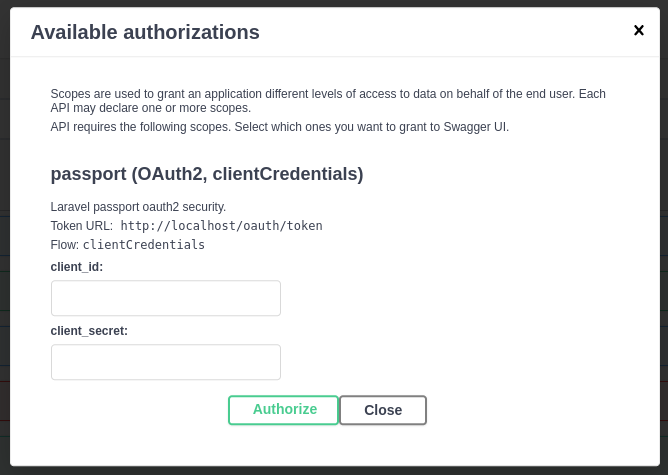 Available authorizations
Scopes are used to grant an application different levels of access to data on behalf of the end user. Each
API may declare one or more scopes.
API requires the following scopes. Select which ones you want to grant to Swagger UI.
passport (OAuth2, clientCredentials)
Laravel passport oauth2 security.
Token URL: http://localhost/oauth/token
Flow: clientCredentials
client_id:
client_secret:
Authorize Close